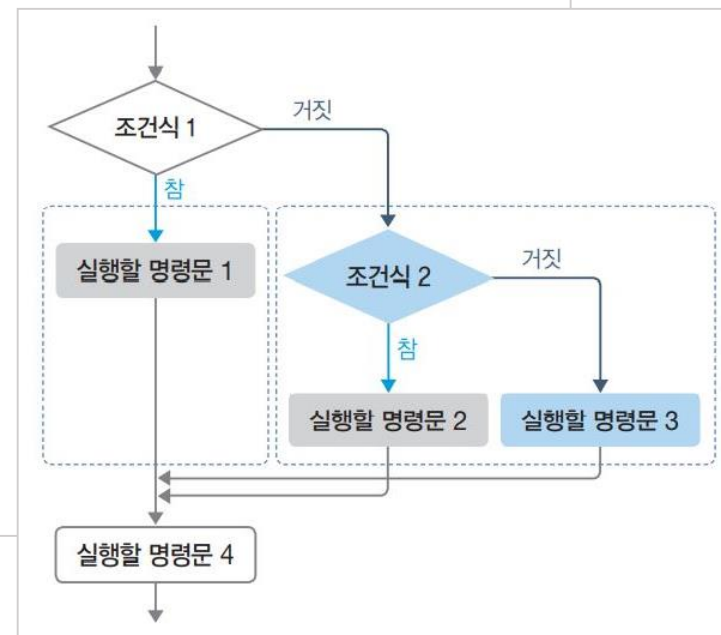 조건식 1
거짓
참
실행할 명령문 1
조건식 2
거짓
참
실행할 명령문 2
실행할 명령문 3
실행할 명령문 4